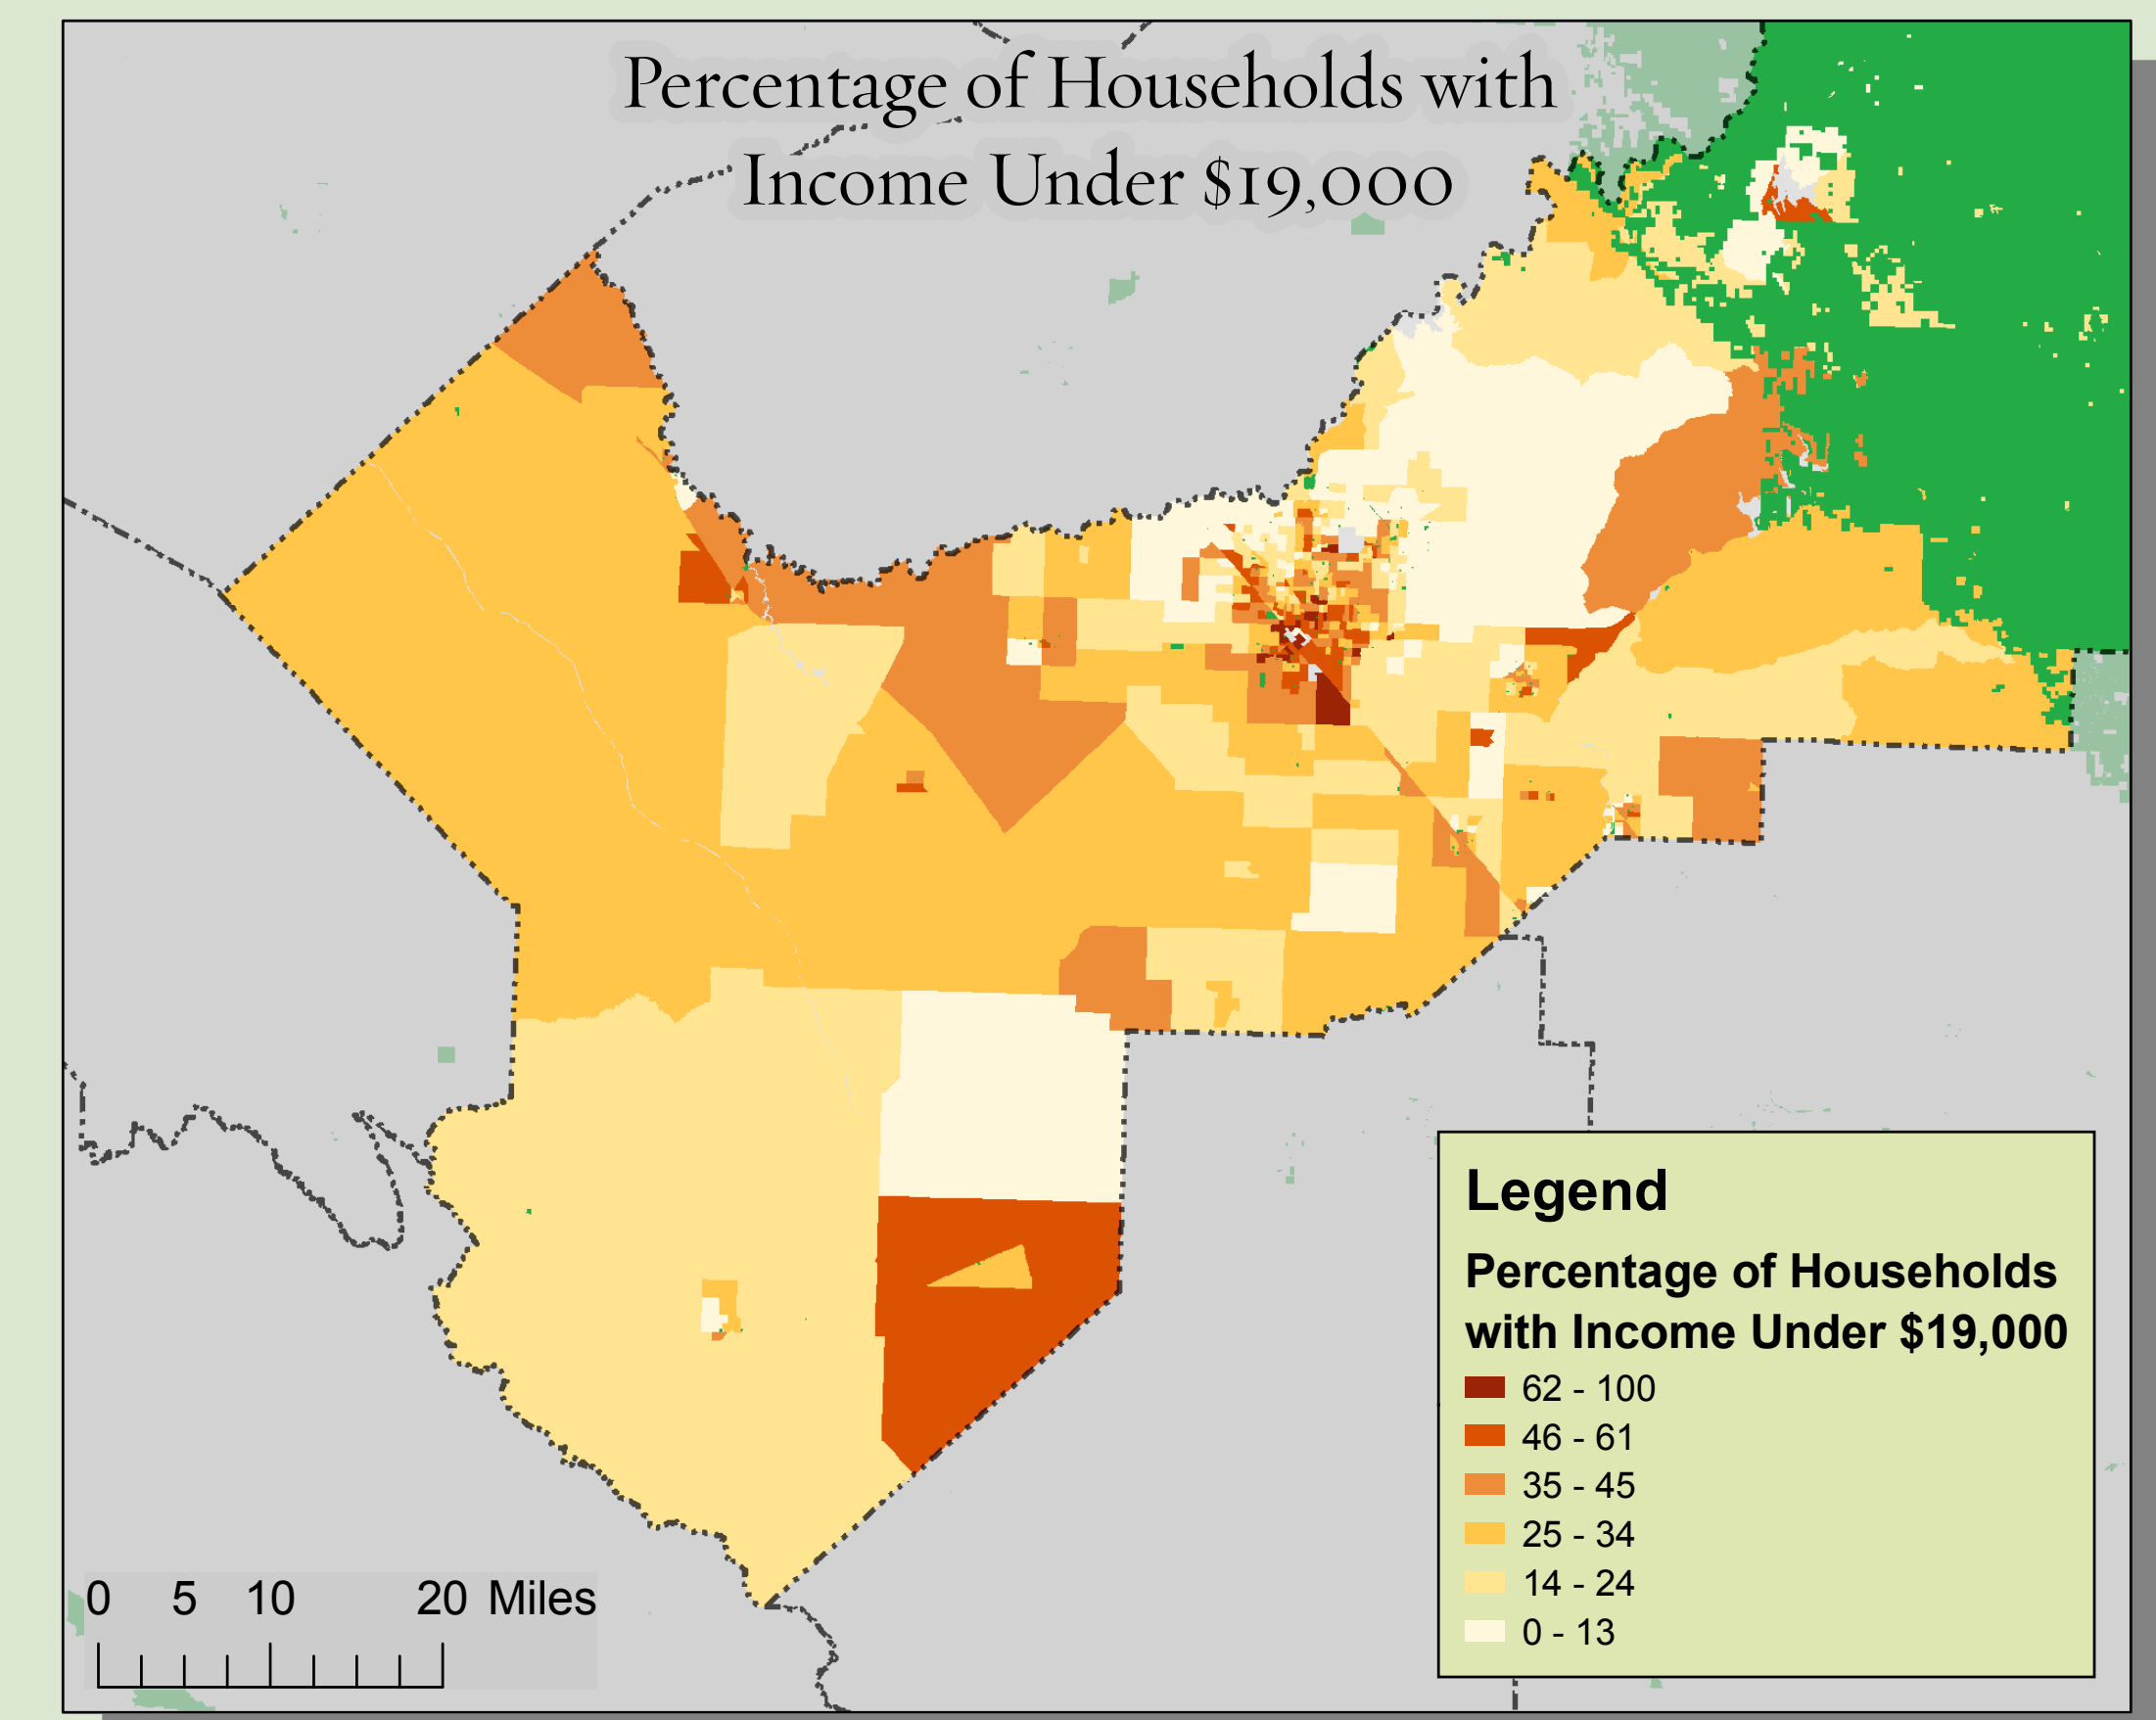 Percentage of Households with
Income Under $19,000
Legend
Percentage of Households
with Income Under $19,000
62 - 100
46 - 61
35 - 45
25 - 34
14 - 24
0 - 13
0 5 10 20 Miles